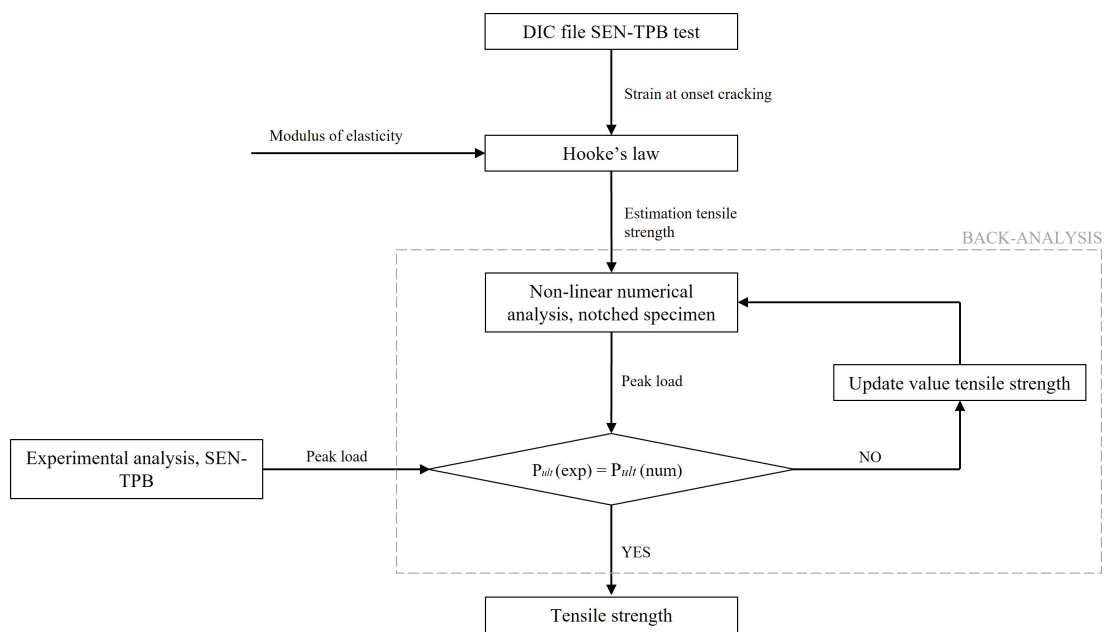 DIC file SEN-TPB test
Strain at onset cracking
Modulus of elasticity
Hooke’s law
Estimation tensile
strength
BACK-ANALYSIS
Non-linear numerical
analysis, notched specimen
Peak load
Update value tensile strength
Experimental analysis, SEN-
TPB
Peak load
Pult (exp) = Pult (num)
NO
YES
Tensile strength